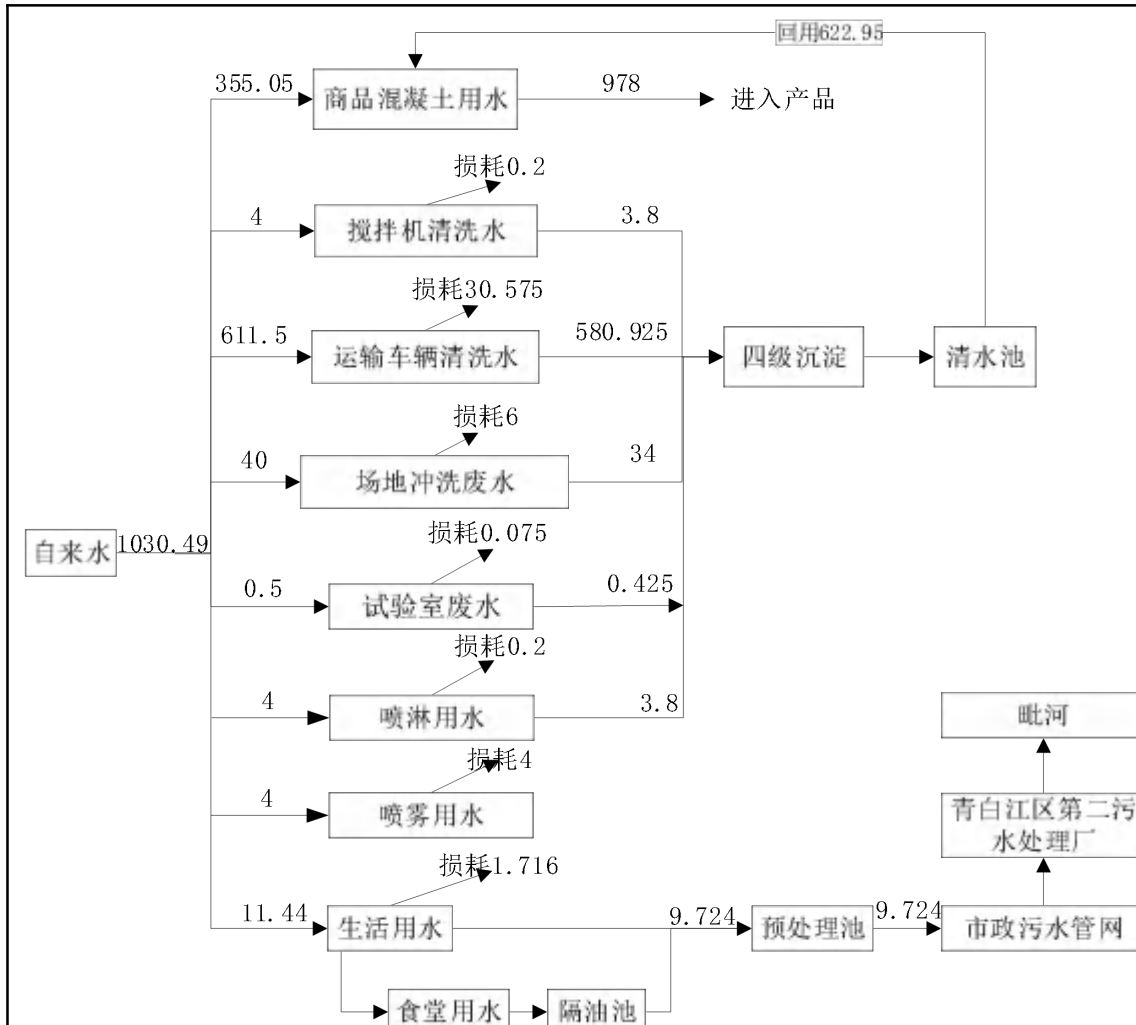 回用622.95
355.05
商品混凝土用水
978
进入产品
损耗0.2
4
搅拌机清洗水
3.8
损耗30.575
611.5
运输车辆清洗水
580.925
四级沉淀
清水池
损耗6
40
场地冲洗废水
34
自来水
1030.49
损耗0.075
0.5
试验室废水
0.425
损耗0.2
4
喷淋用水
3.8
毗河
损耗4
4
喷雾用水
青白江区第二污
水处理厂
损耗1.716
11.44
生活用水
9.724
预处理池
9.724
市政污水管网
食堂用水
隔油池